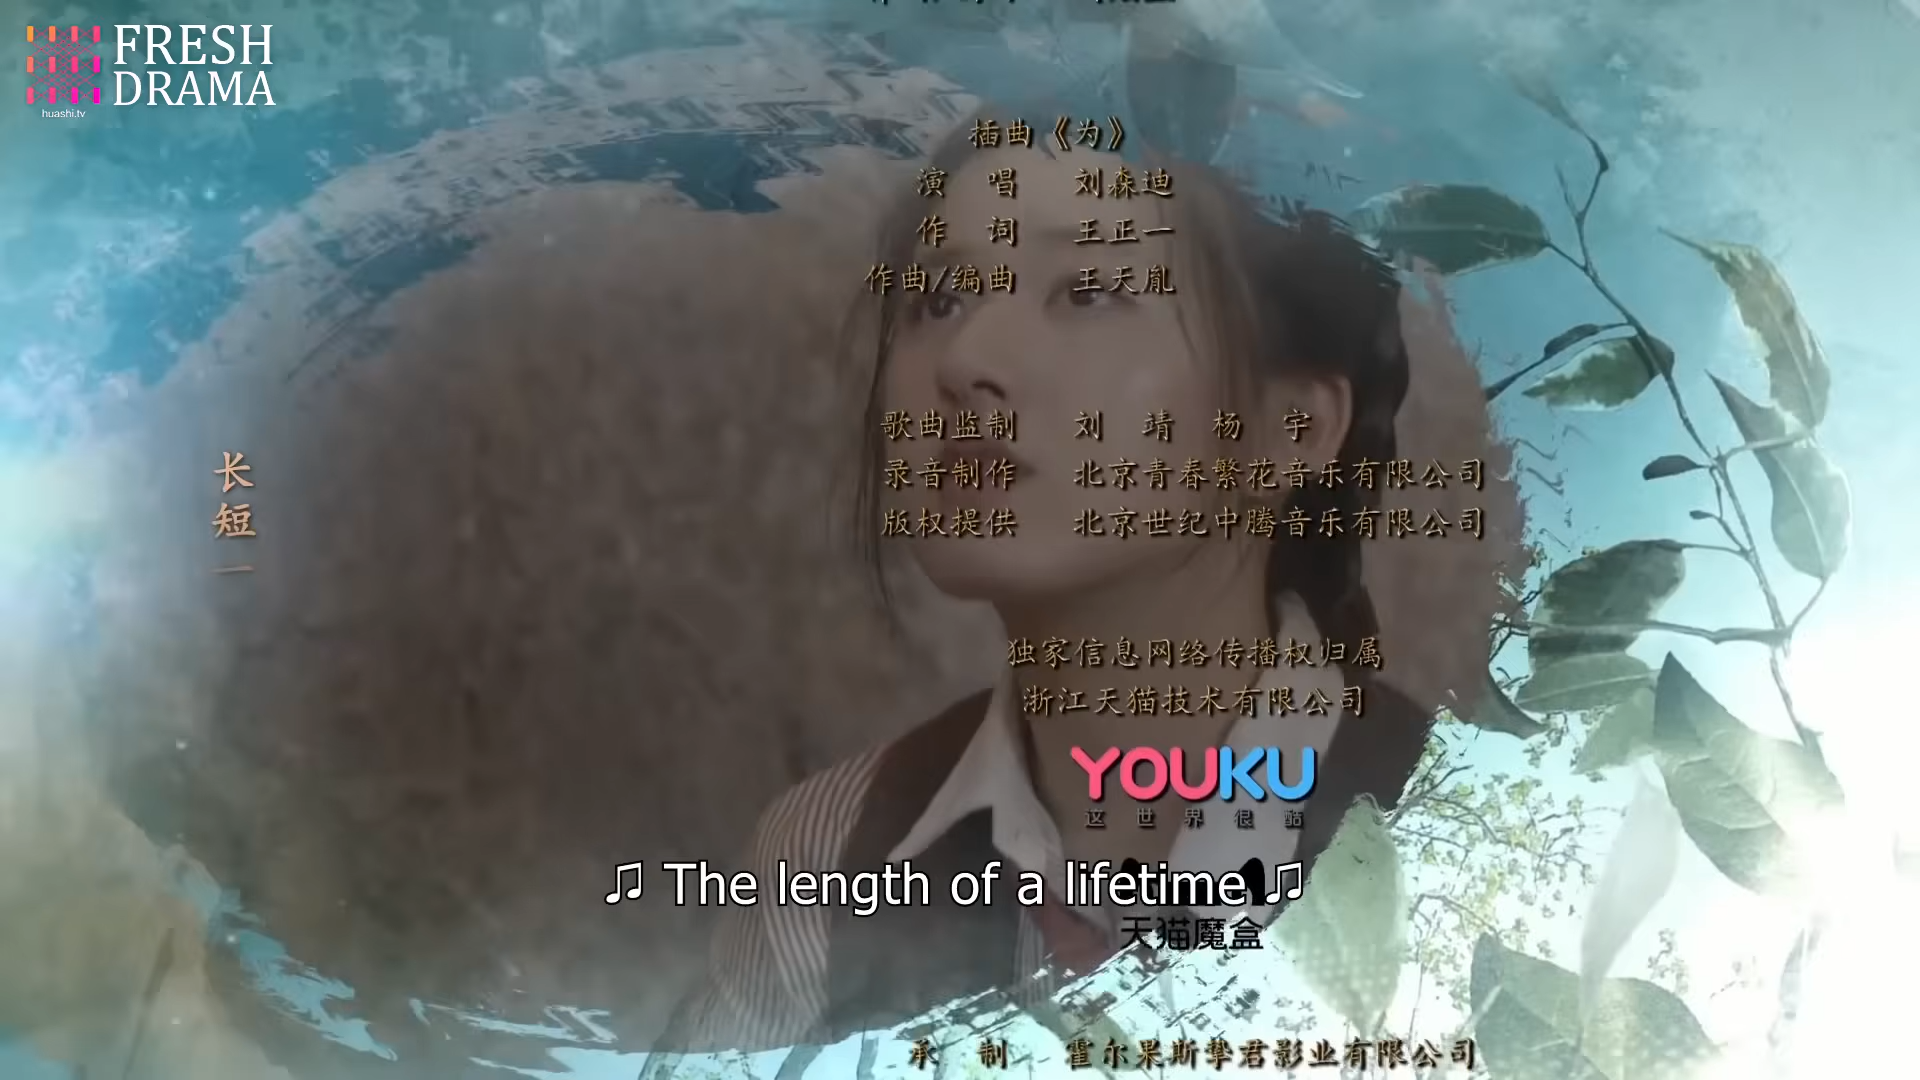 FRESH
DRAMA
huashi.tv
插曲《为》
演 唱 刘森迪
作 词 王正一
作曲/编曲 王天胤
歌曲监制 刘 靖 杨 宇
录音制作 北京青春繁花音乐有限公司
版权提供 北京世纪中腾音乐有限公司
长短一
独家信息网络传播权归属
浙江天猫技术有限公司
YOUKU
这世界很酷
♫ The length of a lifetime ♫
天猫魔盒
承 制 霍尔果斯挚君影业有限公司